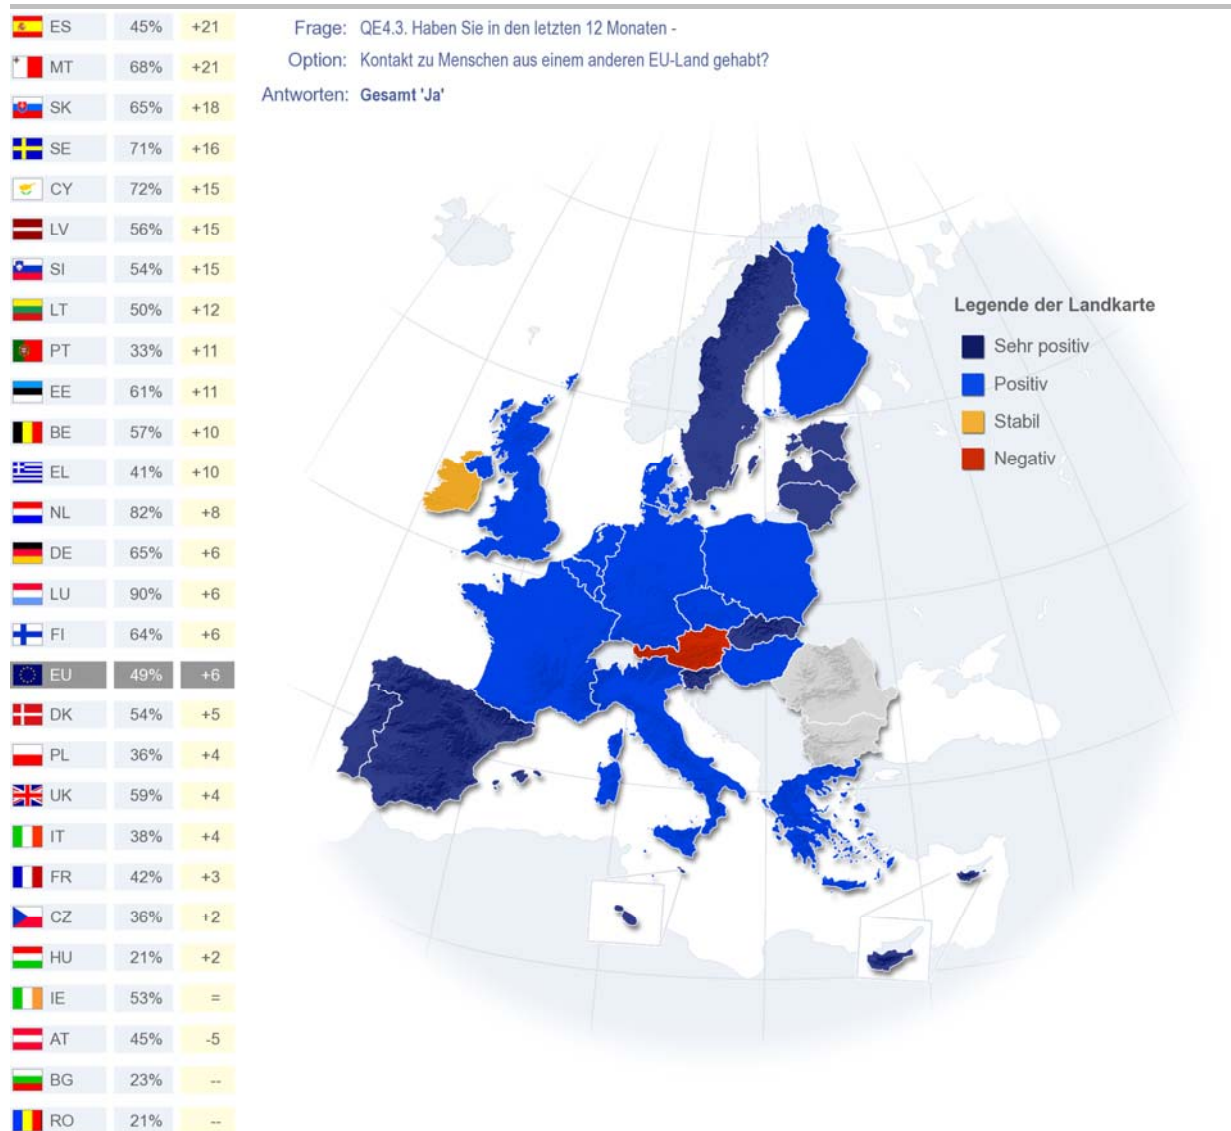 Frage: QE4.3. Haben Sie in den letzten 12 Monaten -
Option: Kontakt zu Menschen aus einem anderen EU-Land gehabt?
Antworten: Gesamt 'Ja'
ES 45% +21
MT 68% +21
SK 65% +18
SE 71% +16
CY 72% +15
LV 56% +15
SI 54% +15
LT 50% +12
PT 33% +11
EE 61% +11
BE 57% +10
EL 41% +10
NL 82% +8
DE 65% +6
LU 90% +6
FI 64% +6
EU 49% +6
DK 54% +5
PL 36% +4
UK 59% +4
IT 38% +4
FR 42% +3
CZ 36% +2
HU 21% +2
IE 53% =
AT 45% -5
BG 23% --
RO 21% --
Legende der Landkarte
Sehr positiv
Positiv
Stabil
Negativ